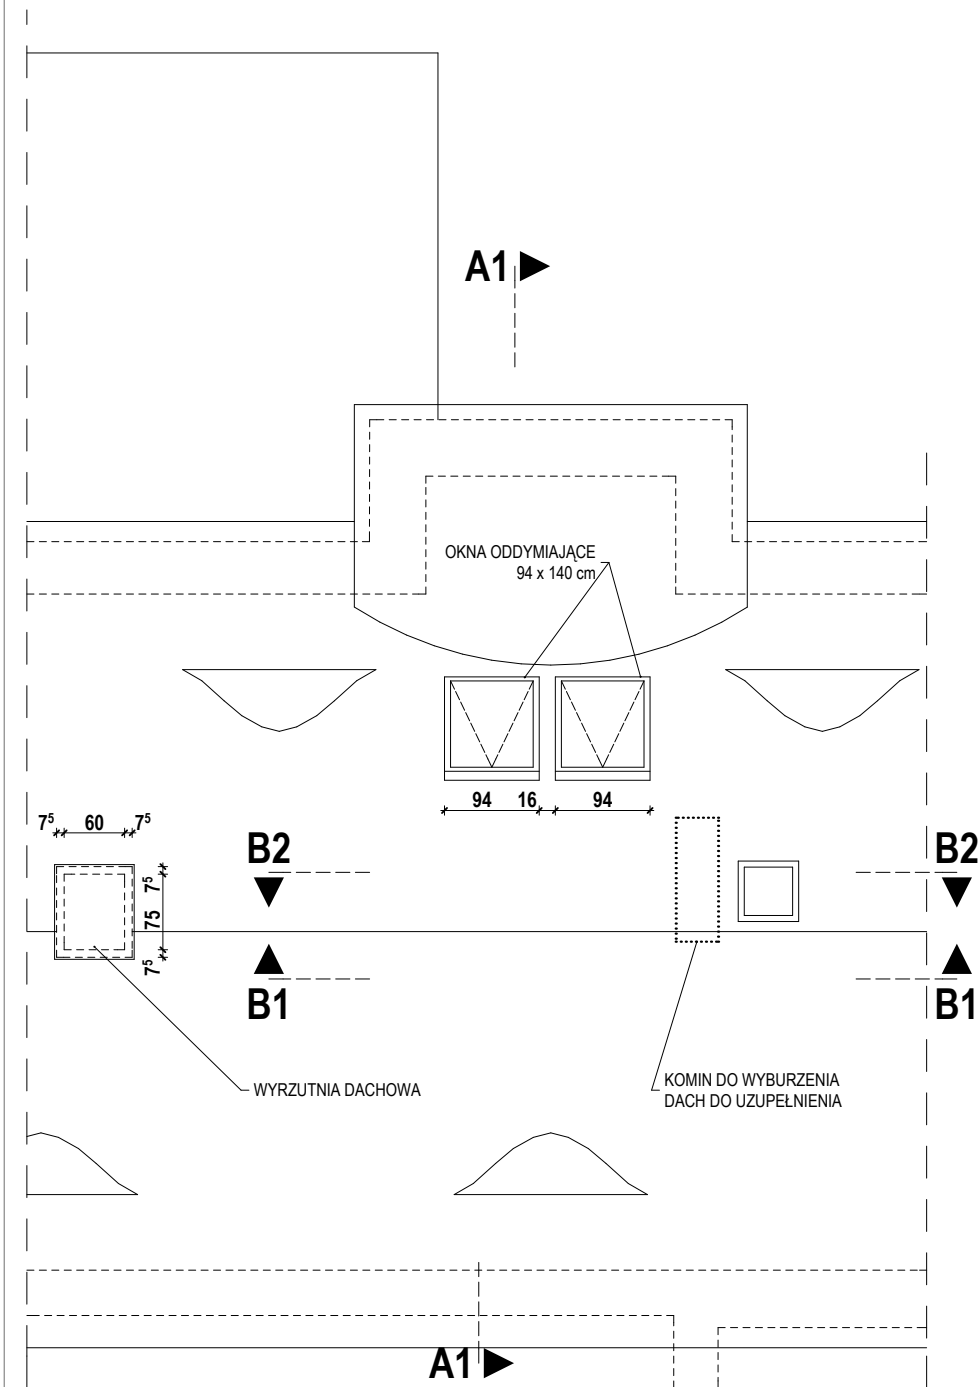 A1
OKNA ODDYMIAJĄCE
94 x 140 cm
94 16 94
7⁵ 60 7⁵
7⁵
75
7⁵
B2
B2
B1
B1
WYRZUTNIA DACHOWA
KOMIN DO WYBURZENIA
DACH DO UZUPEŁNIENIA
A1